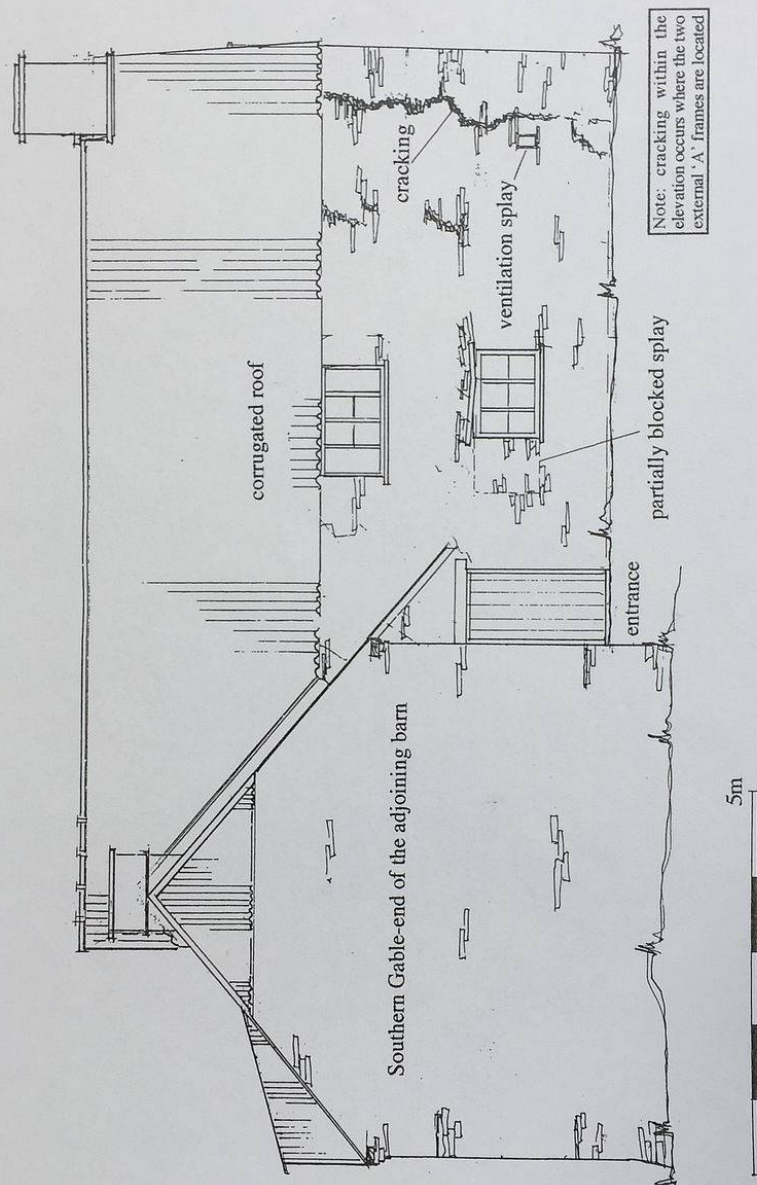 corrugated roof
cracking
ventilation splay
partially blocked splay
entrance
Southern Gable-end of the adjoining barn
Note: cracking within the
elevation occurs where the two
external ‘A’ frames are located
5m